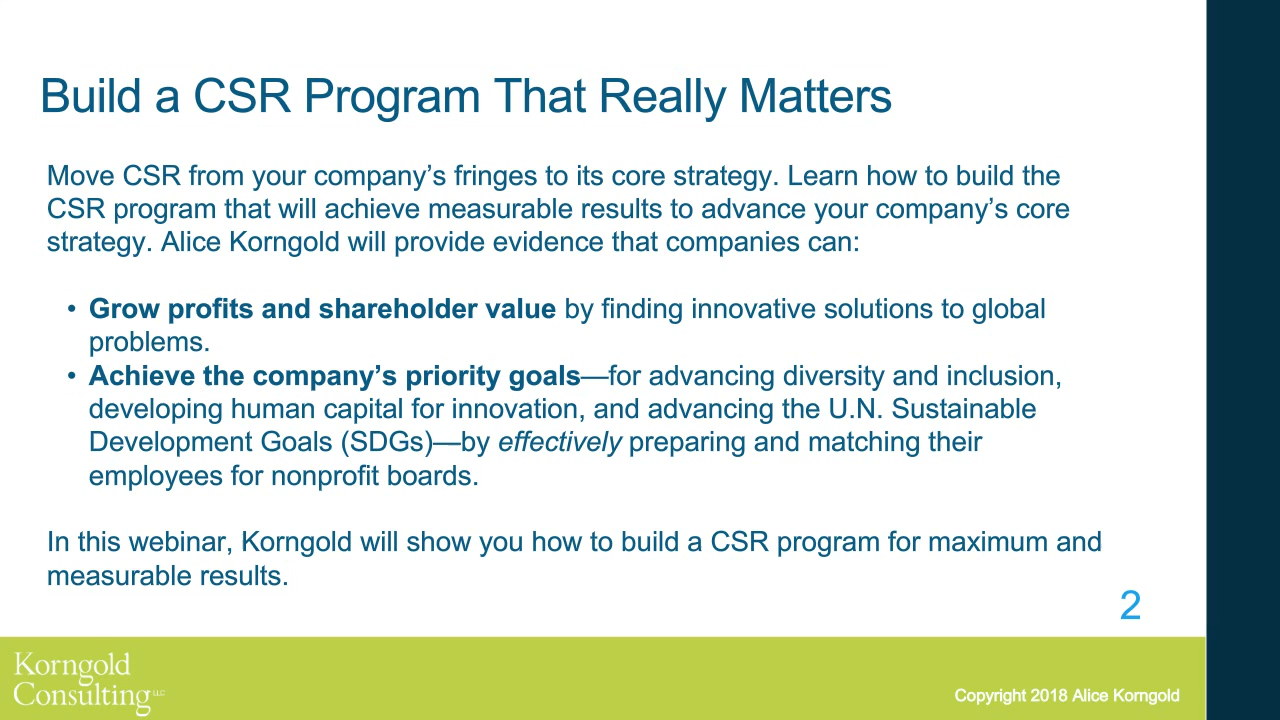 Build a CSR Program That Really Matters
Move CSR from your company’s fringes to its core strategy. Learn how to build the
CSR program that will achieve measurable results to advance your company’s core
strategy. Alice Korngold will provide evidence that companies can:
• Grow profits and shareholder value by finding innovative solutions to global
problems.
• Achieve the company’s priority goals—for advancing diversity and inclusion,
developing human capital for innovation, and advancing the U.N. Sustainable
Development Goals (SDGs)—by effectively preparing and matching their
employees for nonprofit boards.
In this webinar, Korngold will show you how to build a CSR program for maximum and
measurable results.
2
Korngold
Consulting LLC
Copyright 2018 Alice Korngold